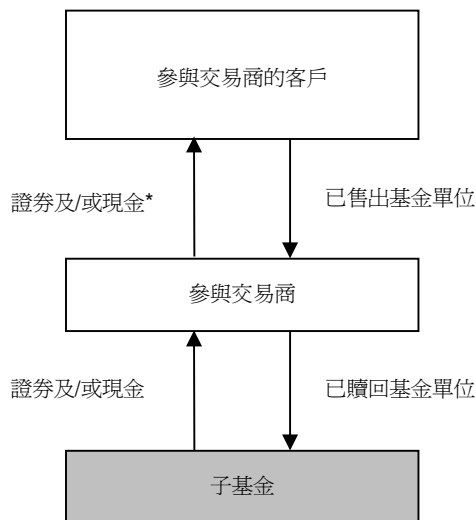 參與交易商的客戶
證券及/或現金*
已售出基金單位
參與交易商
證券及/或現金
已贖回基金單位
子基金